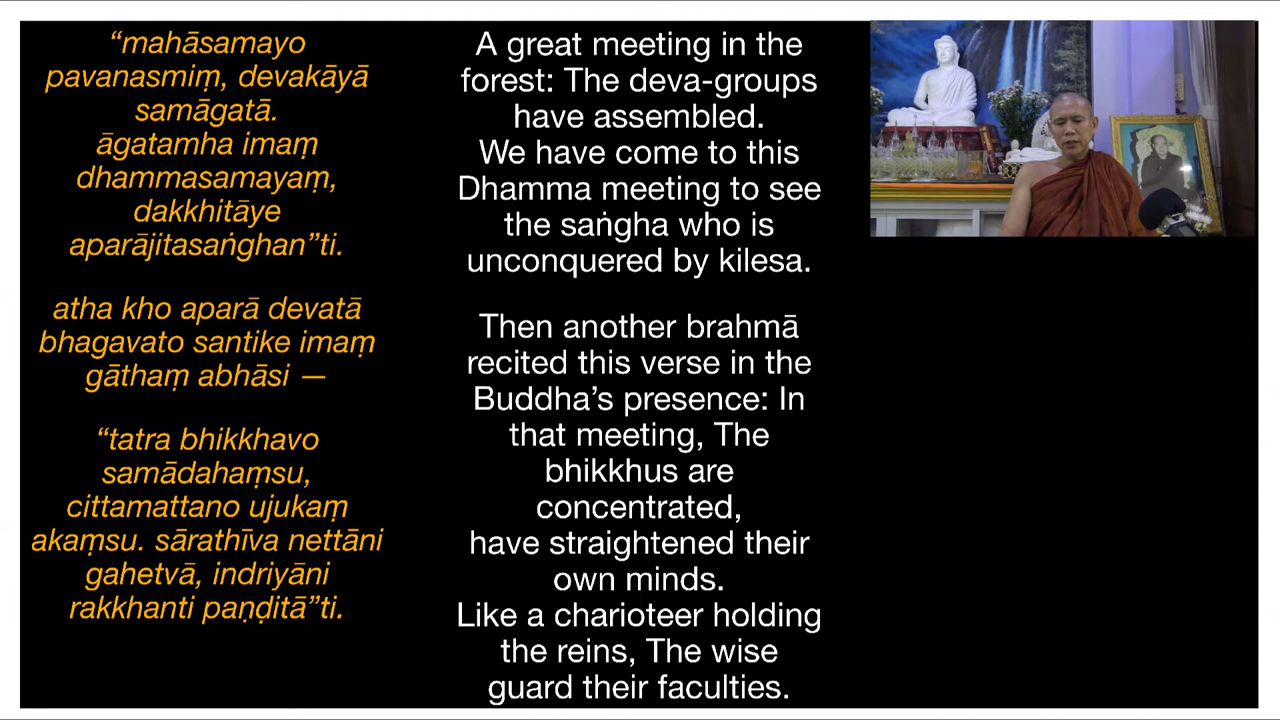 “mahāsamayo
pavanasmiṃ, devakāyā
samāgatā.
āgatamha imaṃ
dhammasamayaṃ,
dakkhitāye
aparājitasaṅghan”ti.
atha kho aparā devatā
bhagavato santike imaṃ
gāthaṃ abhāsi —
“tatra bhikkhavo
samādahaṃsu,
cittamattano ujukaṃ
akaṃsu. sārathīva nettāni
gahetvā, indriyāni
rakkhanti paṇḍitā”ti.
A great meeting in the
forest: The deva-groups
have assembled.
We have come to this
Dhamma meeting to see
the saṅgha who is
unconquered by kilesa.
Then another brahmā
recited this verse in the
Buddha’s presence: In
that meeting, The
bhikkhus are
concentrated,
have straightened their
own minds.
Like a charioteer holding
the reins, The wise
guard their faculties.